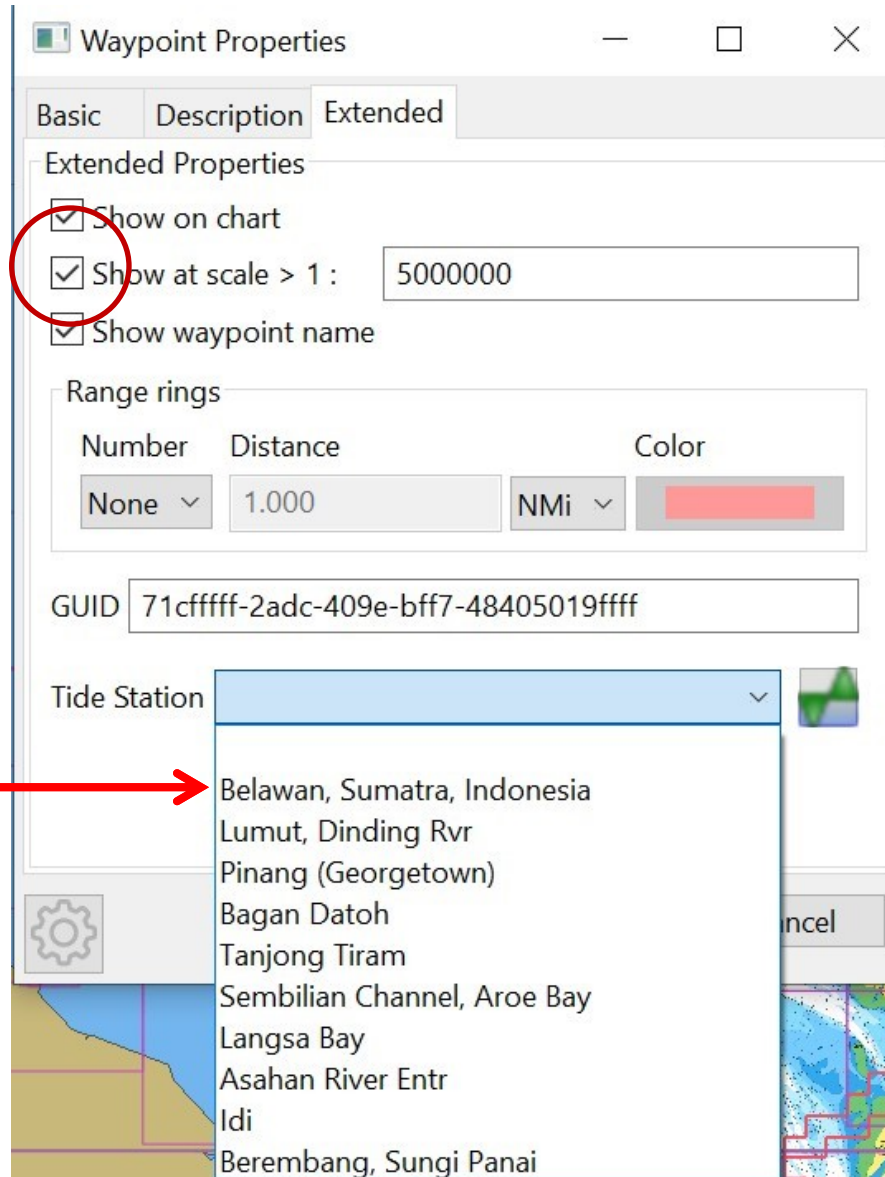 Waypoint Properties
Basic Description Extended
Extended Properties
Show on chart
Show at scale > 1 : 5000000
Show waypoint name
Range rings
Number Distance Color
None 1.000 NMi
GUID 71cfffff-2adc-409e-bff7-48405019ffff
Tide Station
Belawan, Sumatra, Indonesia
Lumut, Dinding Rvr
Pinang (Georgetown)
Bagan Datoh
ncel
Tanjong Tiram
Sembilian Channel, Aroe Bay
Langsa Bay
Asahan River Entr
Idi
Berembang, Sungi Panai